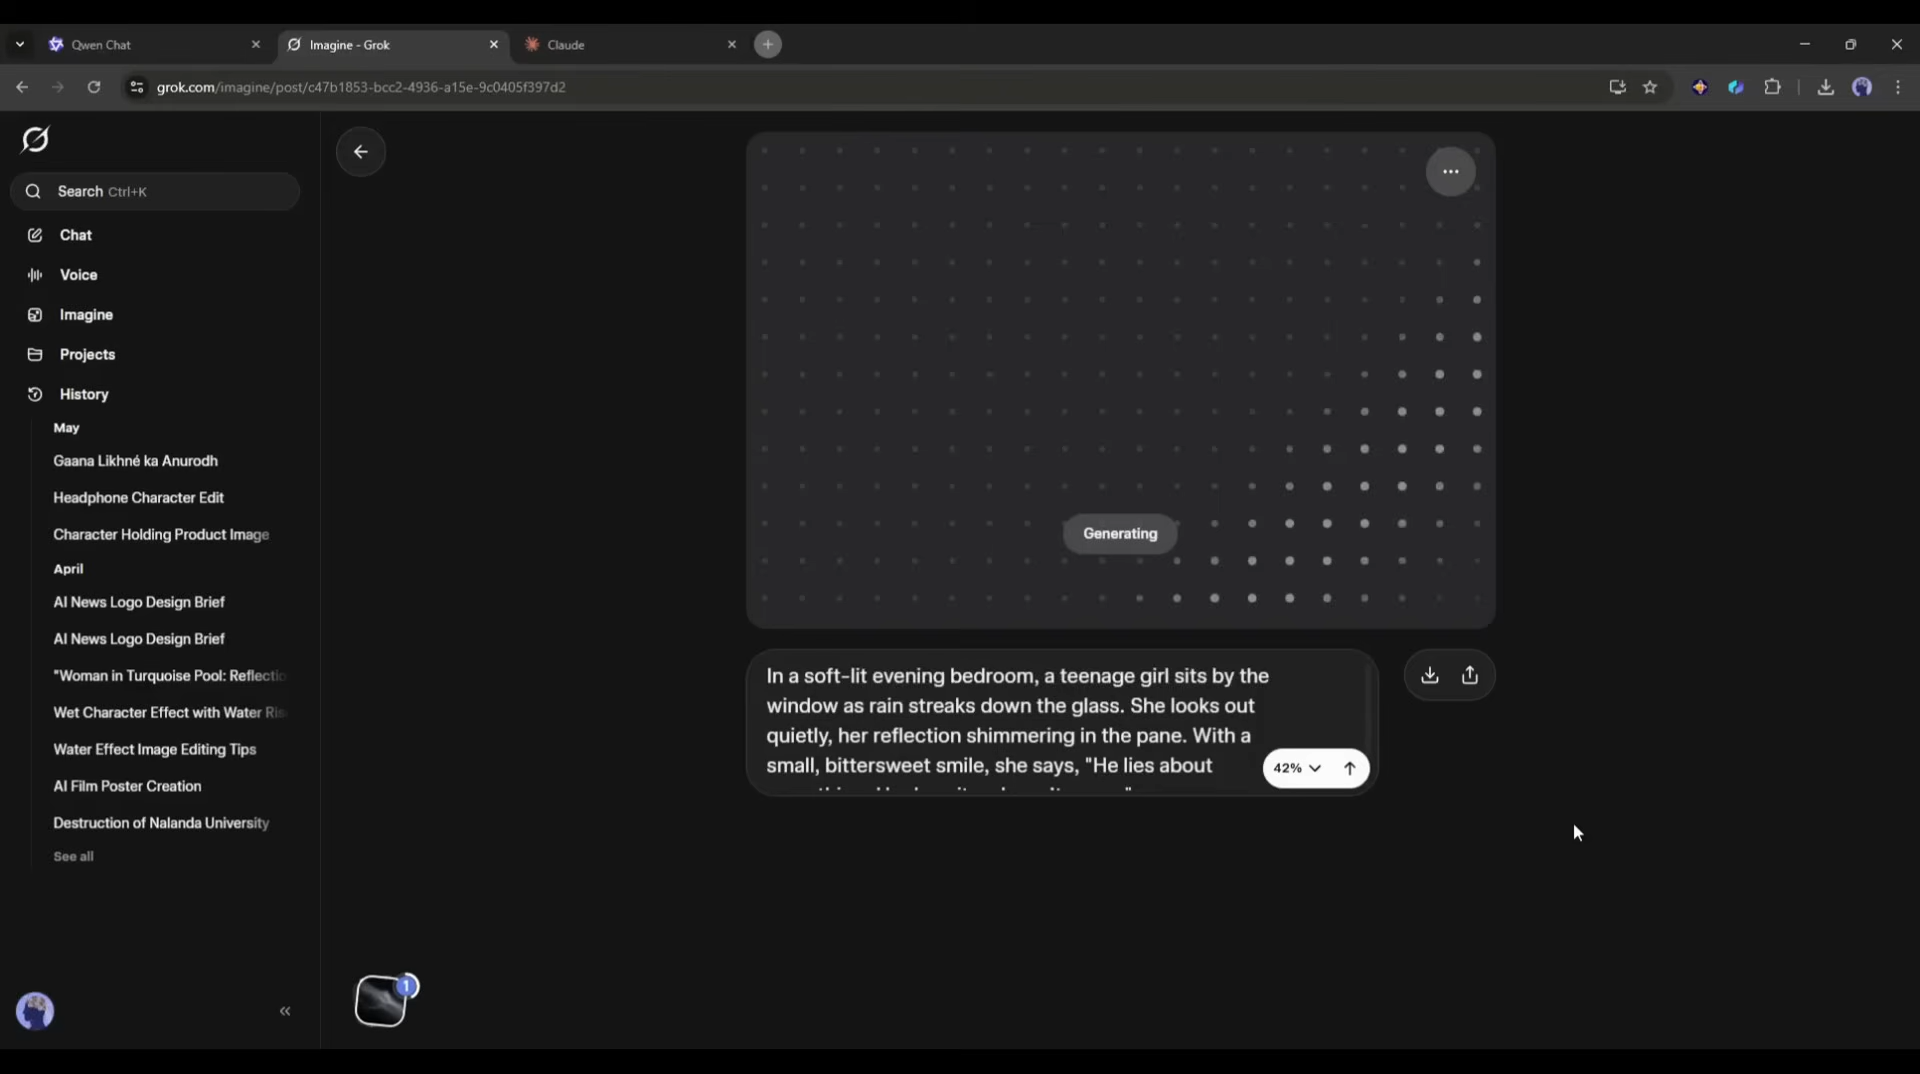 Qwen Chat
Imagine - Grok
Claude
grok.com/imagine/post/c47b1853-bcc2-4936-a15e-9c0405f397d2
Search Ctrl+K
Chat
Voice
Imagine
Projects
History
May
Gaana Likhné ka Anurodh
Headphone Character Edit
Character Holding Product Image
April
AI News Logo Design Brief
AI News Logo Design Brief
"Woman in Turquoise Pool: Reflectio
Wet Character Effect with Water Ris
Water Effect Image Editing Tips
AI Film Poster Creation
Destruction of Nalanda University
See all
Generating
In a soft-lit evening bedroom, a teenage girl sits by the
window as rain streaks down the glass. She looks out
quietly, her reflection shimmering in the pane. With a
small, bittersweet smile, she says, "He lies about
42%
1